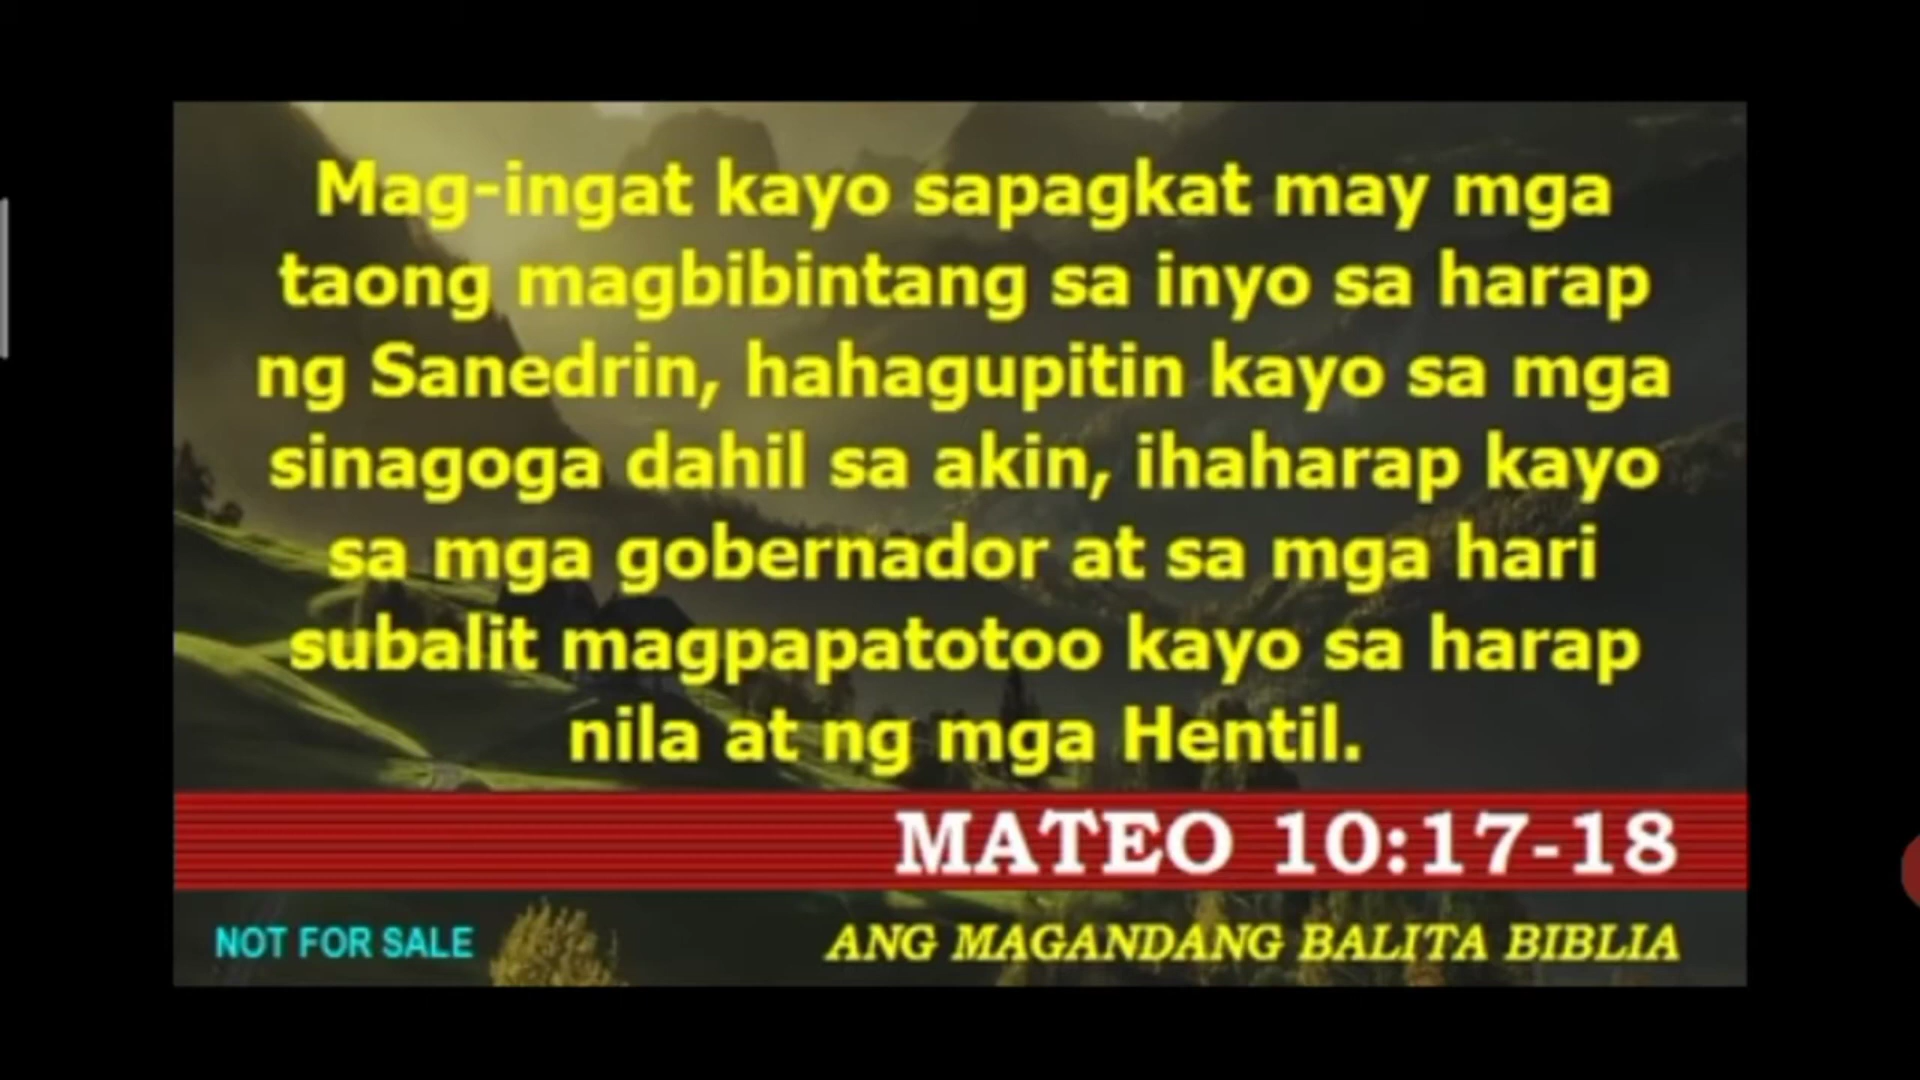 Mag-ingat kayo sapagkat may mga
taong magbibintang sa inyo sa harap
ng Sanedrin, hahagupitin kayo sa mga
sinagoga dahil sa akin, ihaharap kayo
sa mga gobernador at sa mga hari
subalit magpapatotoo kayo sa harap
nila at ng mga Hentil.
MATEO 10:17-18
NOT FOR SALE
ANG MAGANDANG BALITA BIBLIA